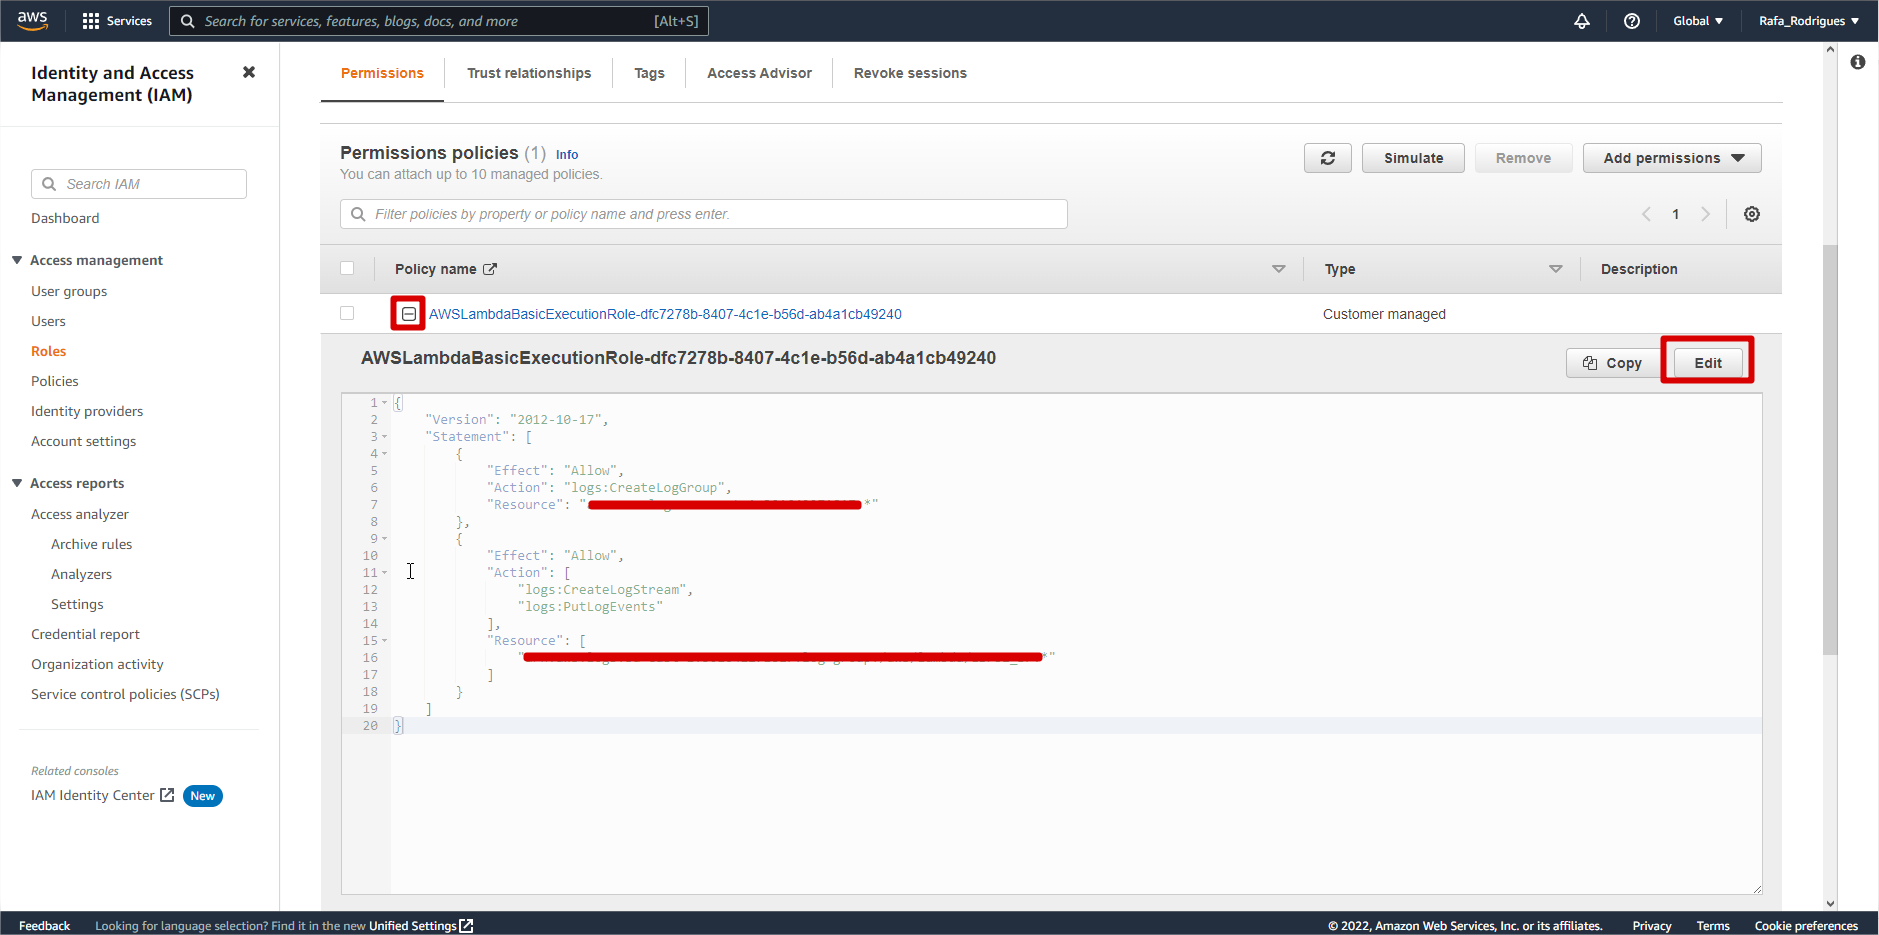 aws
Services
Search for services, features, blogs, docs, and more
[Alt+S]
Global
Rafa_Rodrigues
Identity and Access
Management (IAM)
Search IAM
Dashboard
Access management
User groups
Users
Roles
Policies
Identity providers
Account settings
Access reports
Access analyzer
Archive rules
Analyzers
Settings
Credential report
Organization activity
Service control policies (SCPs)
Related consoles
IAM Identity Center New
Permissions
Trust relationships
Tags
Access Advisor
Revoke sessions
Permissions policies (1) Info
You can attach up to 10 managed policies.
Simulate
Remove
Add permissions
Filter policies by property or policy name and press enter.
1
Policy name
Type
Description
AWSLambdaBasicExecutionRole-dfc7278b-8407-4c1e-b56d-ab4a1cb49240
Customer managed
AWSLambdaBasicExecutionRole-dfc7278b-8407-4c1e-b56d-ab4a1cb49240
Copy
Edit
1 {
2 "Version": "2012-10-17",
3 "Statement": [
4 {
5 "Effect": "Allow",
6 "Action": "logs:CreateLogGroup",
7 "Resource": " *"
8 },
9 {
10 "Effect": "Allow",
11 "Action": [
12 "logs:CreateLogStream",
13 "logs:PutLogEvents"
14 ],
15 "Resource": [
16 " *"
17 ]
18 }
19 ]
20 }
Feedback
Looking for language selection? Find it in the new Unified Settings
© 2022, Amazon Web Services, Inc. or its affiliates.
Privacy
Terms
Cookie preferences